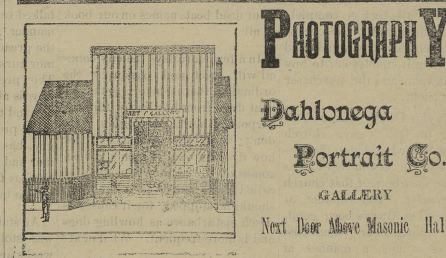 PHOTOGRAPHY
ART GALLERY
Dahlonega
Portrait Co.
GALLERY
Next Door Above Masonic Hal